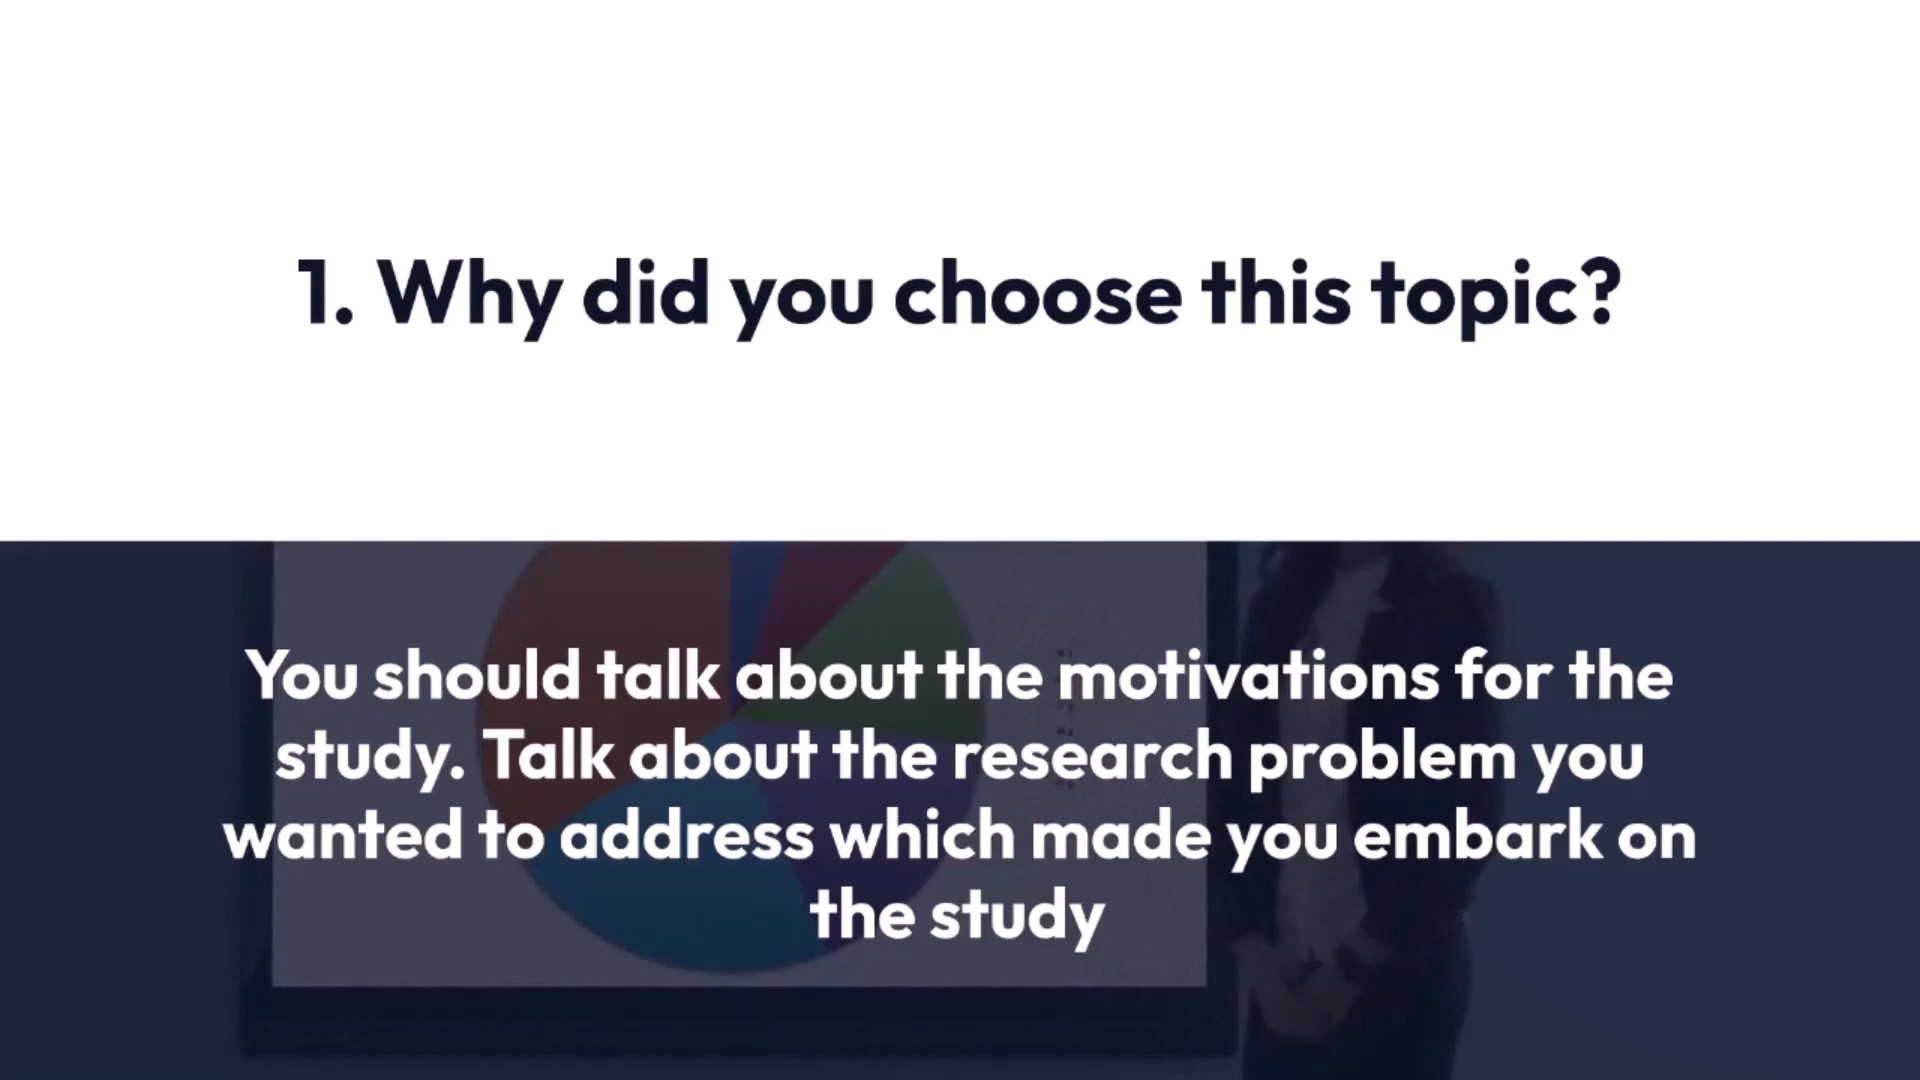 1. Why did you choose this topic?
You should talk about the motivations for the
study. Talk about the research problem you
wanted to address which made you embark on
the study